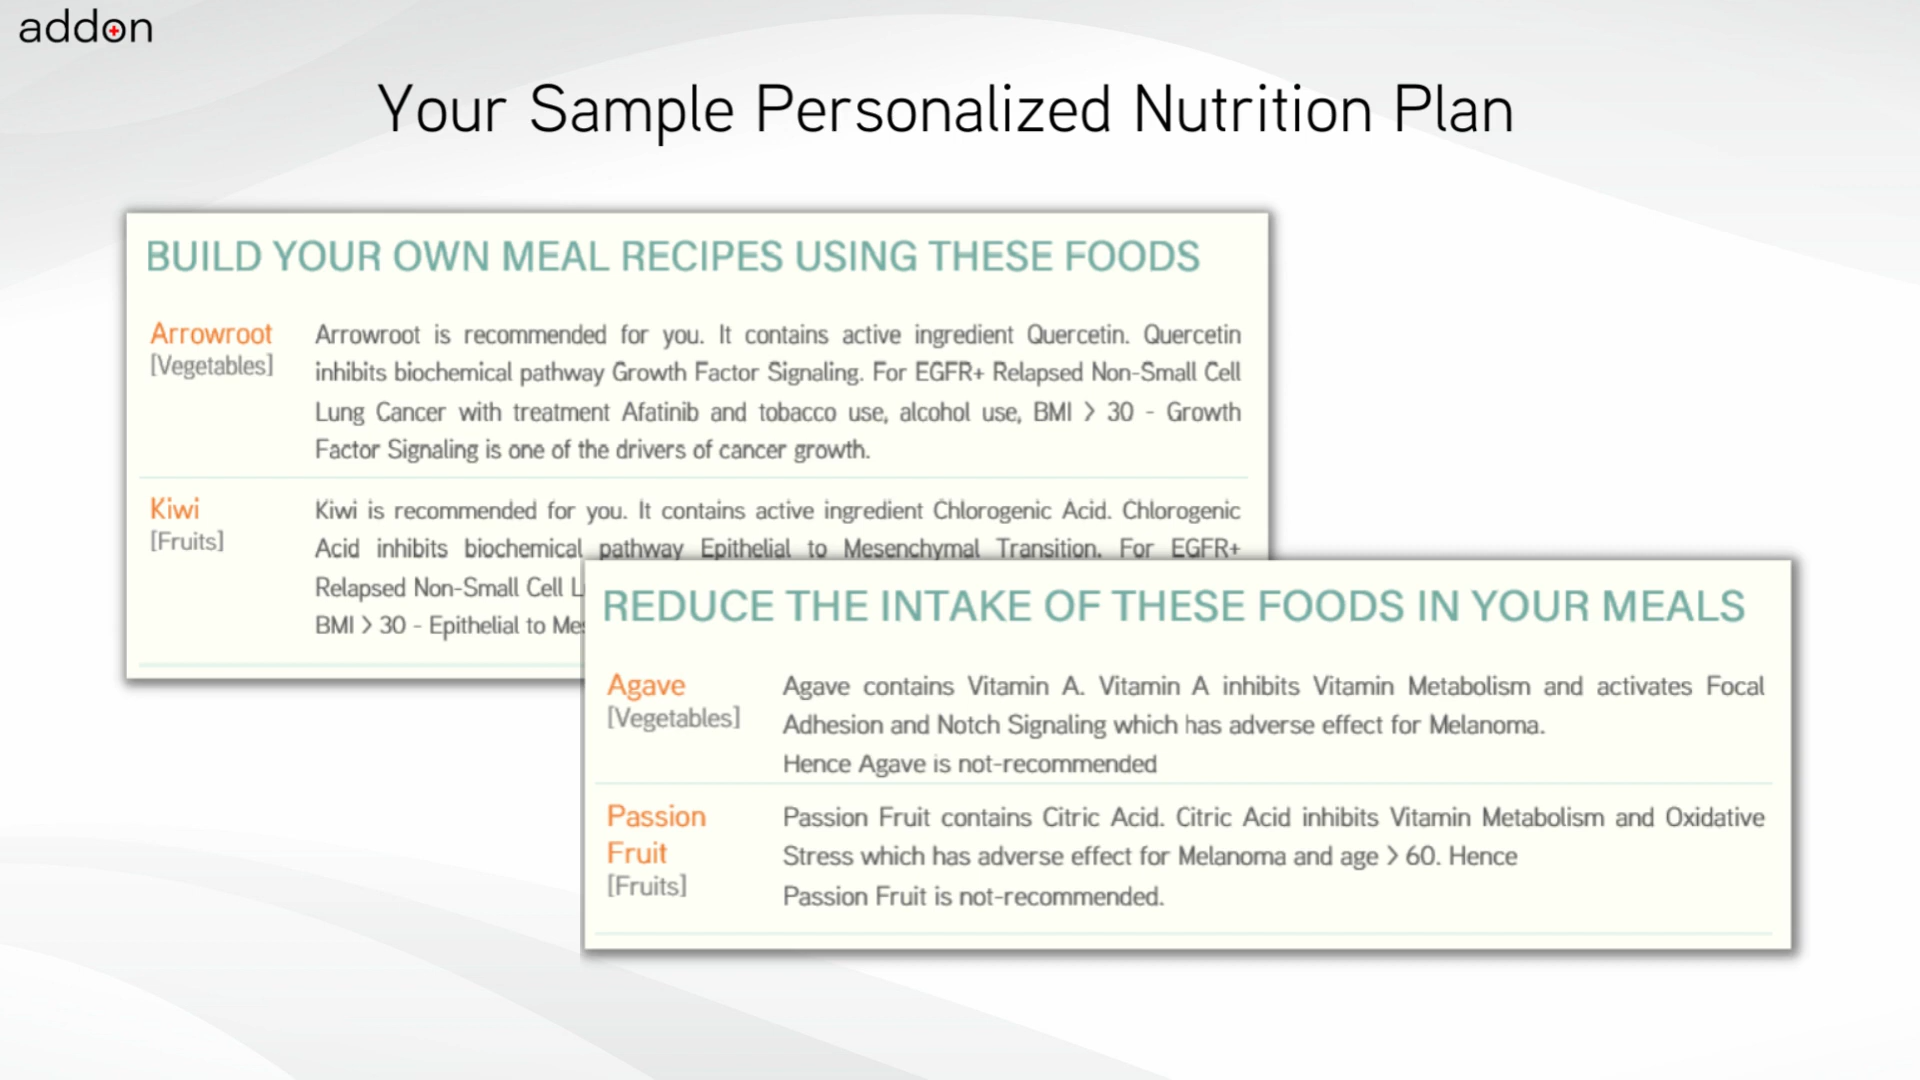 addon
Your Sample Personalized Nutrition Plan
BUILD YOUR OWN MEAL RECIPES USING THESE FOODS
Arrowroot
[Vegetables]
Arrowroot is recommended for you. It contains active ingredient Quercetin. Quercetin
inhibits biochemical pathway Growth Factor Signaling. For EGFR+ Relapsed Non-Small Cell
Lung Cancer with treatment Afatinib and tobacco use, alcohol use, BMI > 30 - Growth
Factor Signaling is one of the drivers of cancer growth.
Kiwi
[Fruits]
Kiwi is recommended for you. It contains active ingredient Chlorogenic Acid. Chlorogenic
Acid inhibits biochemical pathway Epithelial to Mesenchymal Transition. For EGFR+
Relapsed Non-Small Cell
BMI > 30 - Epithelial to
REDUCE THE INTAKE OF THESE FOODS IN YOUR MEALS
Agave
[Vegetables]
Agave contains Vitamin A. Vitamin A inhibits Vitamin Metabolism and activates Focal
Adhesion and Notch Signaling which has adverse effect for Melanoma.
Hence Agave is not-recommended
Passion
Fruit
[Fruits]
Passion Fruit contains Citric Acid. Citric Acid inhibits Vitamin Metabolism and Oxidative
Stress which has adverse effect for Melanoma and age > 60. Hence
Passion Fruit is not-recommended.